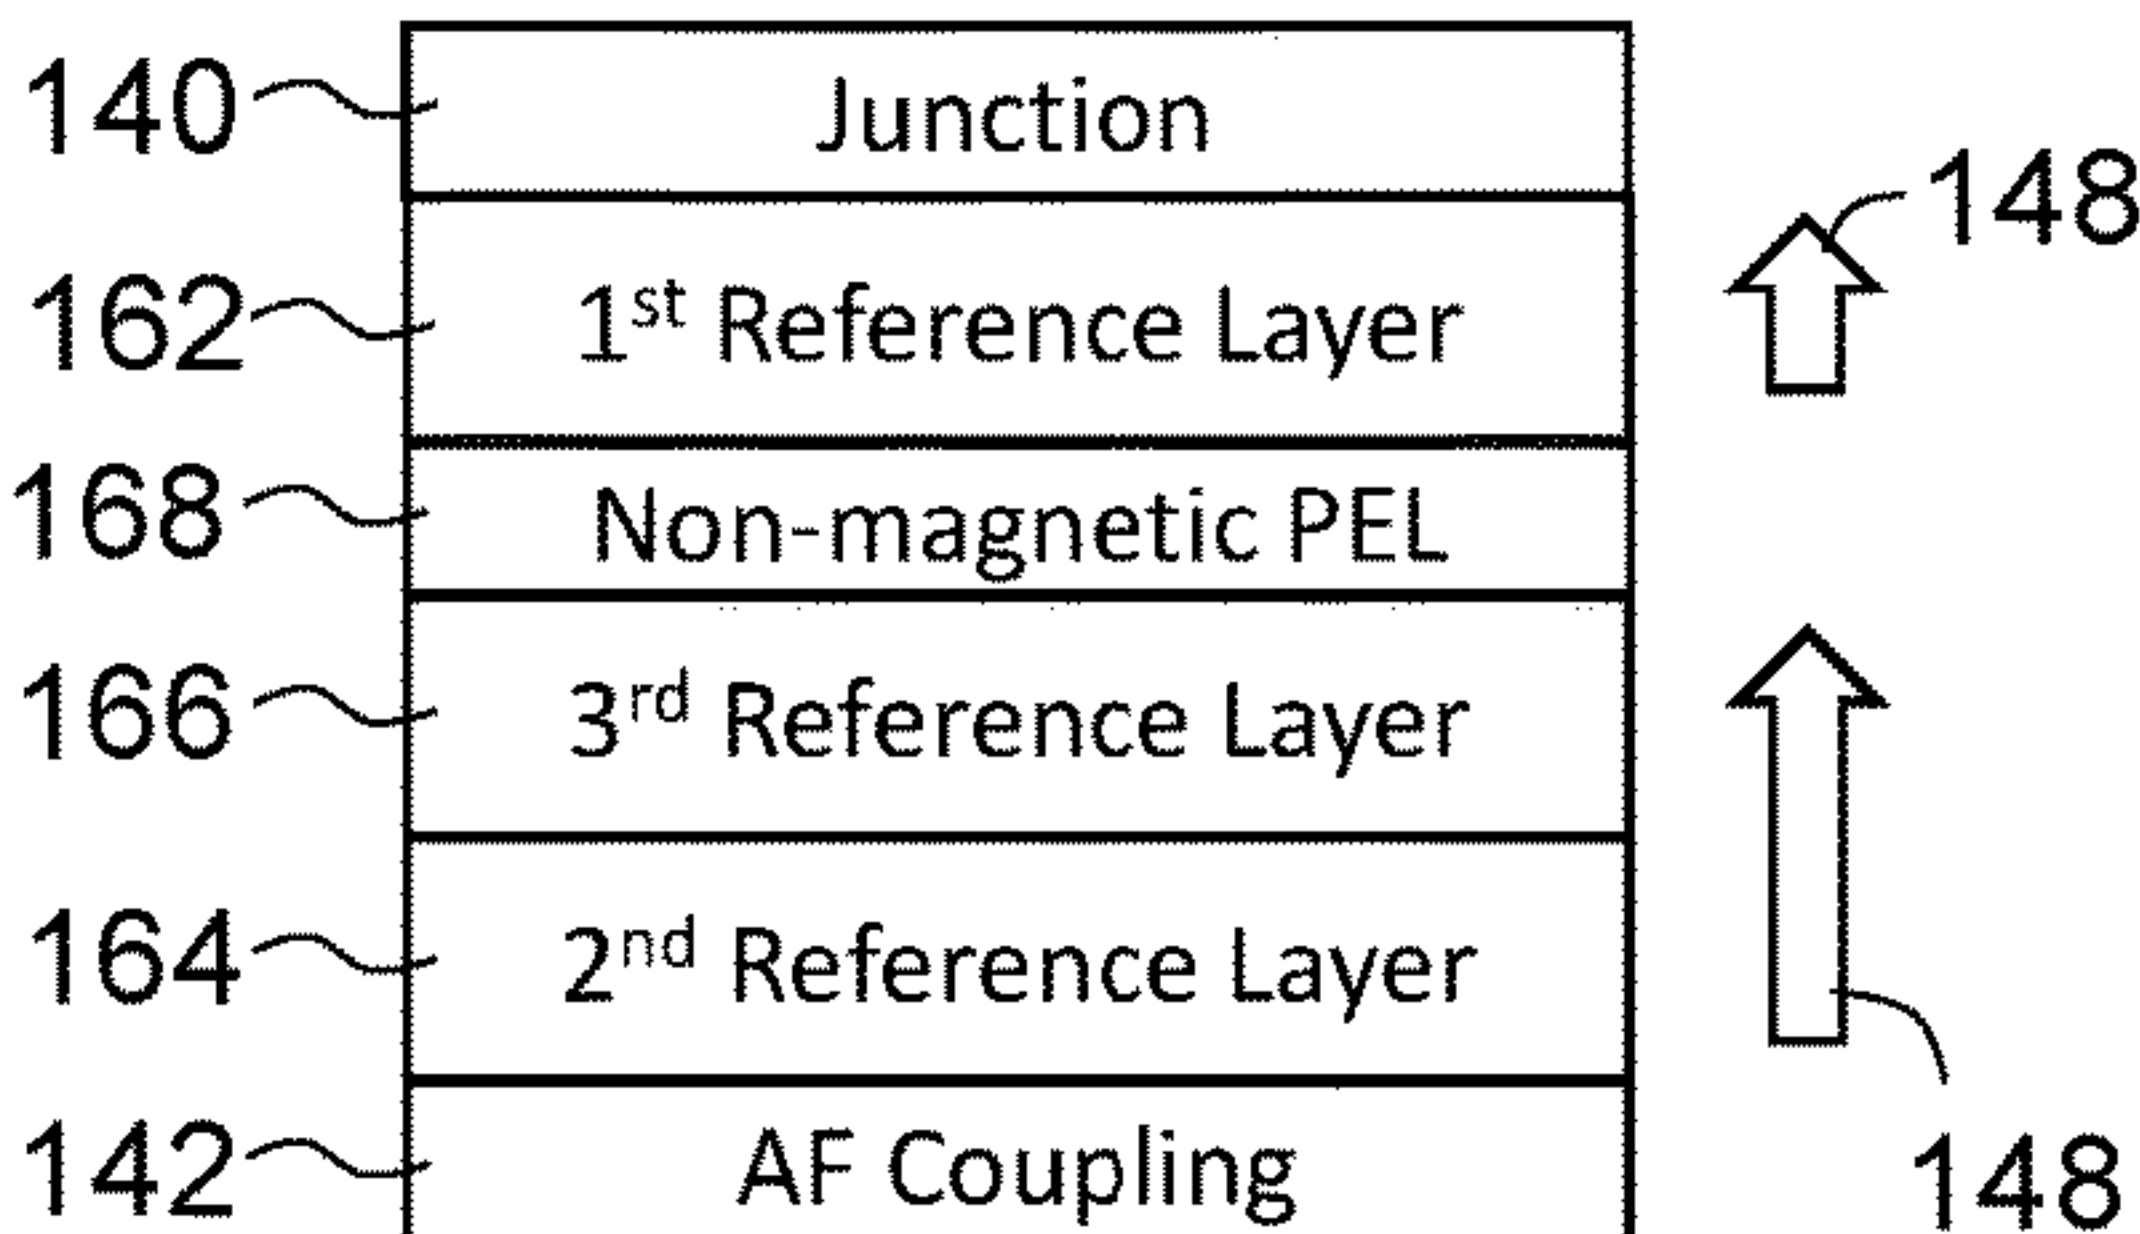 140 Junction
148
162 1st Reference Layer
168 Non-magnetic PEL
166 3rd Reference Layer
164 2nd Reference Layer
142 AF Coupling
148